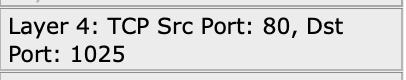 Layer 4: TCP Src Port: 80, Dst
Port: 1025